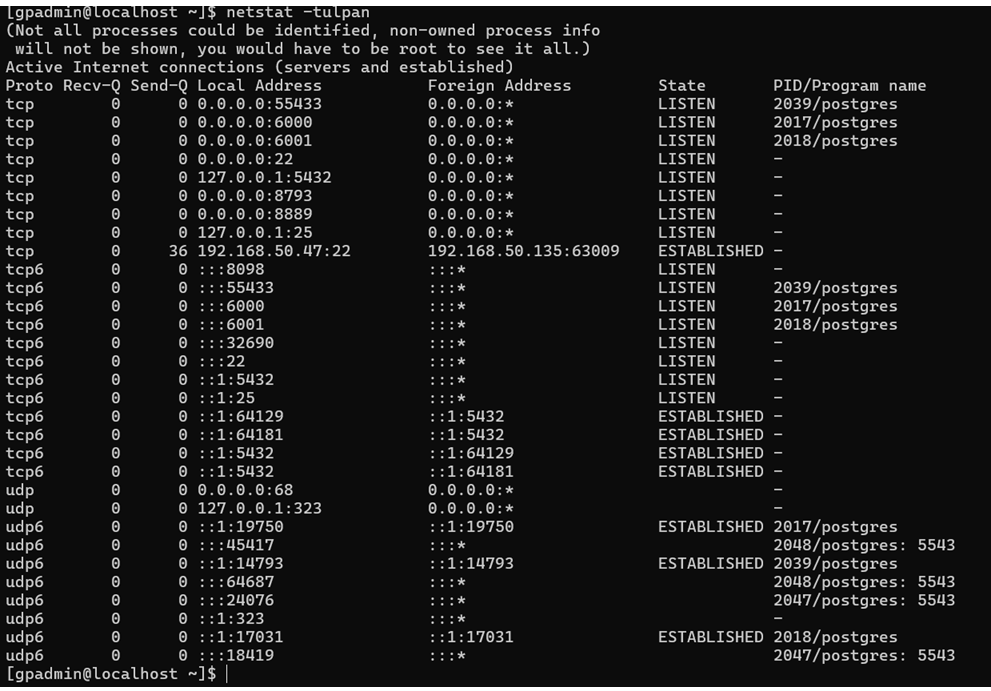 [gpadmin@localhost ~]$ netstat -tulpan
(Not all processes could be identified, non-owned process info
 will not be shown, you would have to be root to see it all.)
Active Internet connections (servers and established)
Proto Recv-Q Send-Q Local Address           Foreign Address         State       PID/Program name
tcp        0      0 0.0.0.0:55433           0.0.0.0:*               LISTEN      2039/postgres
tcp        0      0 0.0.0.0:6000            0.0.0.0:*               LISTEN      2017/postgres
tcp        0      0 0.0.0.0:6001            0.0.0.0:*               LISTEN      2018/postgres
tcp        0      0 0.0.0.0:22              0.0.0.0:*               LISTEN      -
tcp        0      0 127.0.0.1:5432          0.0.0.0:*               LISTEN      -
tcp        0      0 0.0.0.0:8793            0.0.0.0:*               LISTEN      -
tcp        0      0 0.0.0.0:8889            0.0.0.0:*               LISTEN      -
tcp        0      0 127.0.0.1:25            0.0.0.0:*               LISTEN      -
tcp        0     36 192.168.50.47:22        192.168.50.135:63009    ESTABLISHED -
tcp6       0      0 :::8098                 :::*                    LISTEN      -
tcp6       0      0 :::55433                :::*                    LISTEN      2039/postgres
tcp6       0      0 :::6000                 :::*                    LISTEN      2017/postgres
tcp6       0      0 :::6001                 :::*                    LISTEN      2018/postgres
tcp6       0      0 :::32690                :::*                    LISTEN      -
tcp6       0      0 :::22                   :::*                    LISTEN      -
tcp6       0      0 ::1:5432                :::*                    LISTEN      -
tcp6       0      0 ::1:25                  :::*                    LISTEN      -
tcp6       0      0 ::1:64129               ::1:5432                ESTABLISHED -
tcp6       0      0 ::1:64181               ::1:5432                ESTABLISHED -
tcp6       0      0 ::1:5432                ::1:64129               ESTABLISHED -
tcp6       0      0 ::1:5432                ::1:64181               ESTABLISHED -
udp        0      0 0.0.0.0:68              0.0.0.0:*                           -
udp        0      0 127.0.0.1:323           0.0.0.0:*                           -
udp6       0      0 ::1:19750               ::1:19750               ESTABLISHED 2017/postgres
udp6       0      0 :::45417                :::*                                2048/postgres: 5543
udp6       0      0 ::1:14793               ::1:14793               ESTABLISHED 2039/postgres
udp6       0      0 :::64687                :::*                                2048/postgres: 5543
udp6       0      0 :::24076                :::*                                2047/postgres: 5543
udp6       0      0 ::1:323                 :::*                                -
udp6       0      0 ::1:17031               ::1:17031               ESTABLISHED 2018/postgres
udp6       0      0 :::18419                :::*                                2047/postgres: 5543
[gpadmin@localhost ~]$